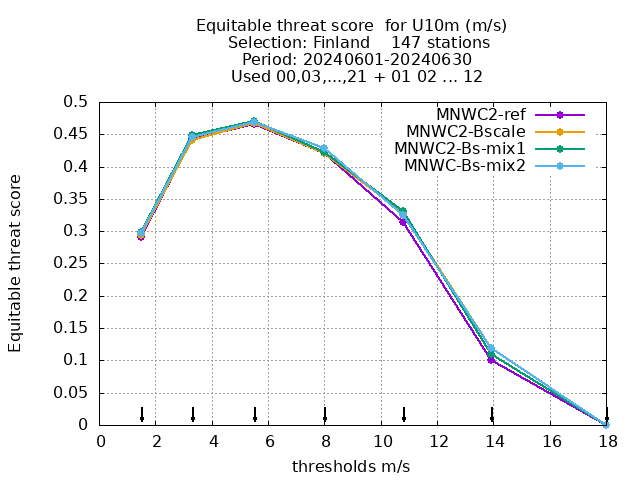 Equitable threat score  for U10m (m/s)
Selection: Finland    147 stations
Period: 20240601-20240630
Used 00,03,...,21 + 01 02 ... 12
MNWC2-ref
MNWC2-Bscale
MNWC2-Bs-mix1
MNWC-Bs-mix2
Equitable threat score
0.5
0.45
0.4
0.35
0.3
0.25
0.2
0.15
0.1
0.05
0
0 2 4 6 8 10 12 14 16 18
thresholds m/s